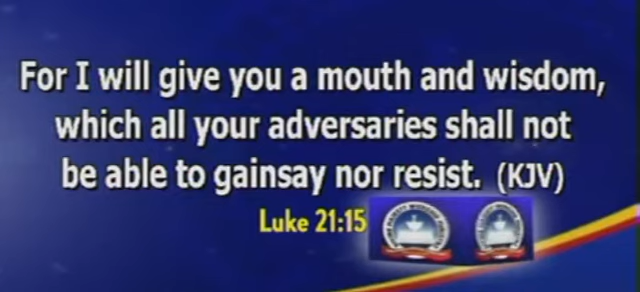 For I will give you a mouth and wisdom,
which all your adversaries shall not
be able to gainsay nor resist. (KJV)
Luke 21:15